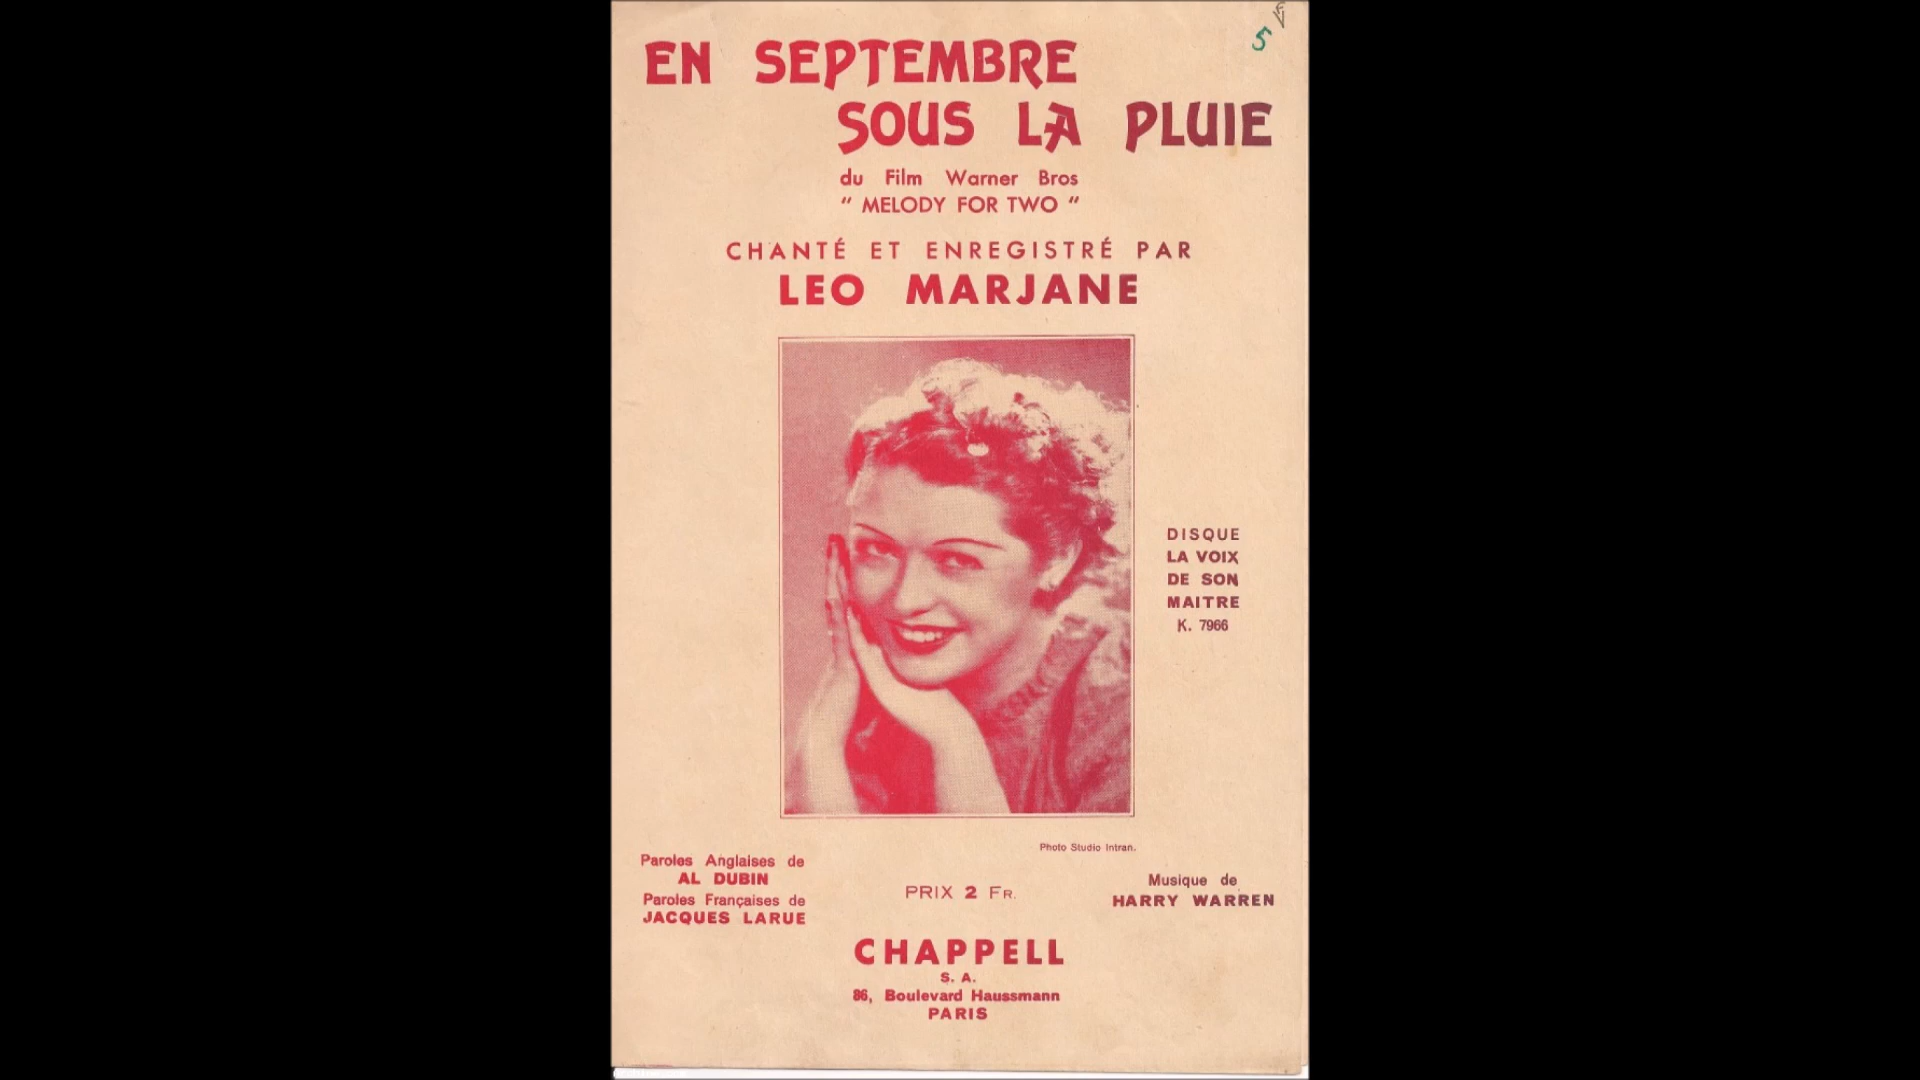 5
EN SEPTEMBRE
SOUS LA PLUIE
du Film Warner Bros
“ MELODY FOR TWO “
CHANTÉ ET ENREGISTRÉ PAR
LEO MARJANE
DISQUE
LA VOIX
DE SON
MAITRE
K. 7966
Photo Studio Intran.
Paroles Anglaises de
AL DUBIN
Paroles Françaises de
JACQUES LARUE
PRIX 2 FR.
Musique de
HARRY WARREN
CHAPPELL
S. A.
86, Boulevard Haussmann
PARIS